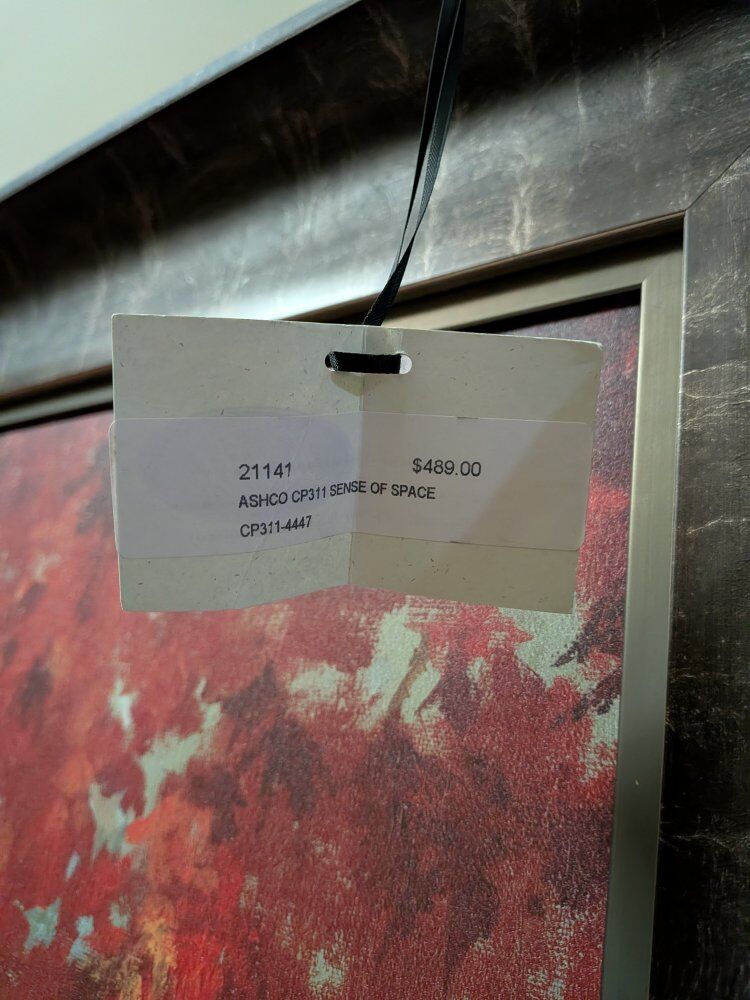 21141 $489.00
ASHCO CP311 SENSE OF SPACE
CP311-4447